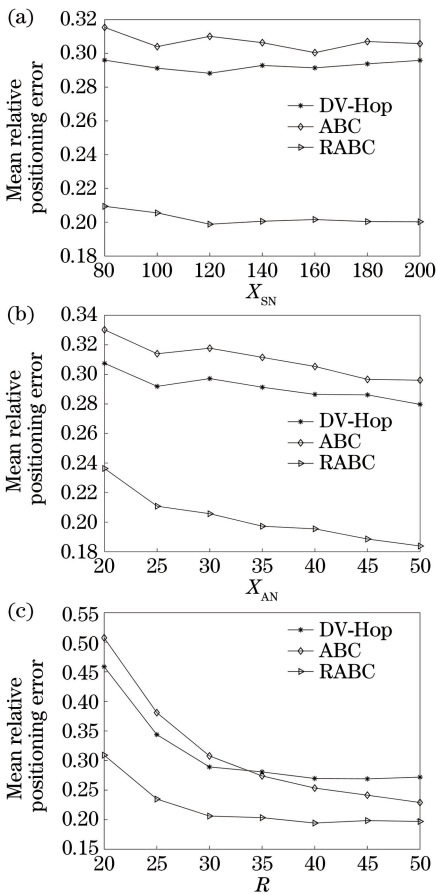 (a)
0.32
0.30
0.28
0.26
0.24
0.22
0.20
0.18
Mean relative
positioning error
DV-Hop
ABC
RABC
80 100 120 140 160 180 200
X_SN
(b)
0.34
0.32
0.30
0.28
0.26
0.24
0.22
0.20
0.18
Mean relative
positioning error
DV-Hop
ABC
RABC
20 25 30 35 40 45 50
X_AN
(c)
0.55
0.50
0.45
0.40
0.35
0.30
0.25
0.20
0.15
Mean relative
positioning error
DV-Hop
ABC
RABC
20 25 30 35 40 45 50
R